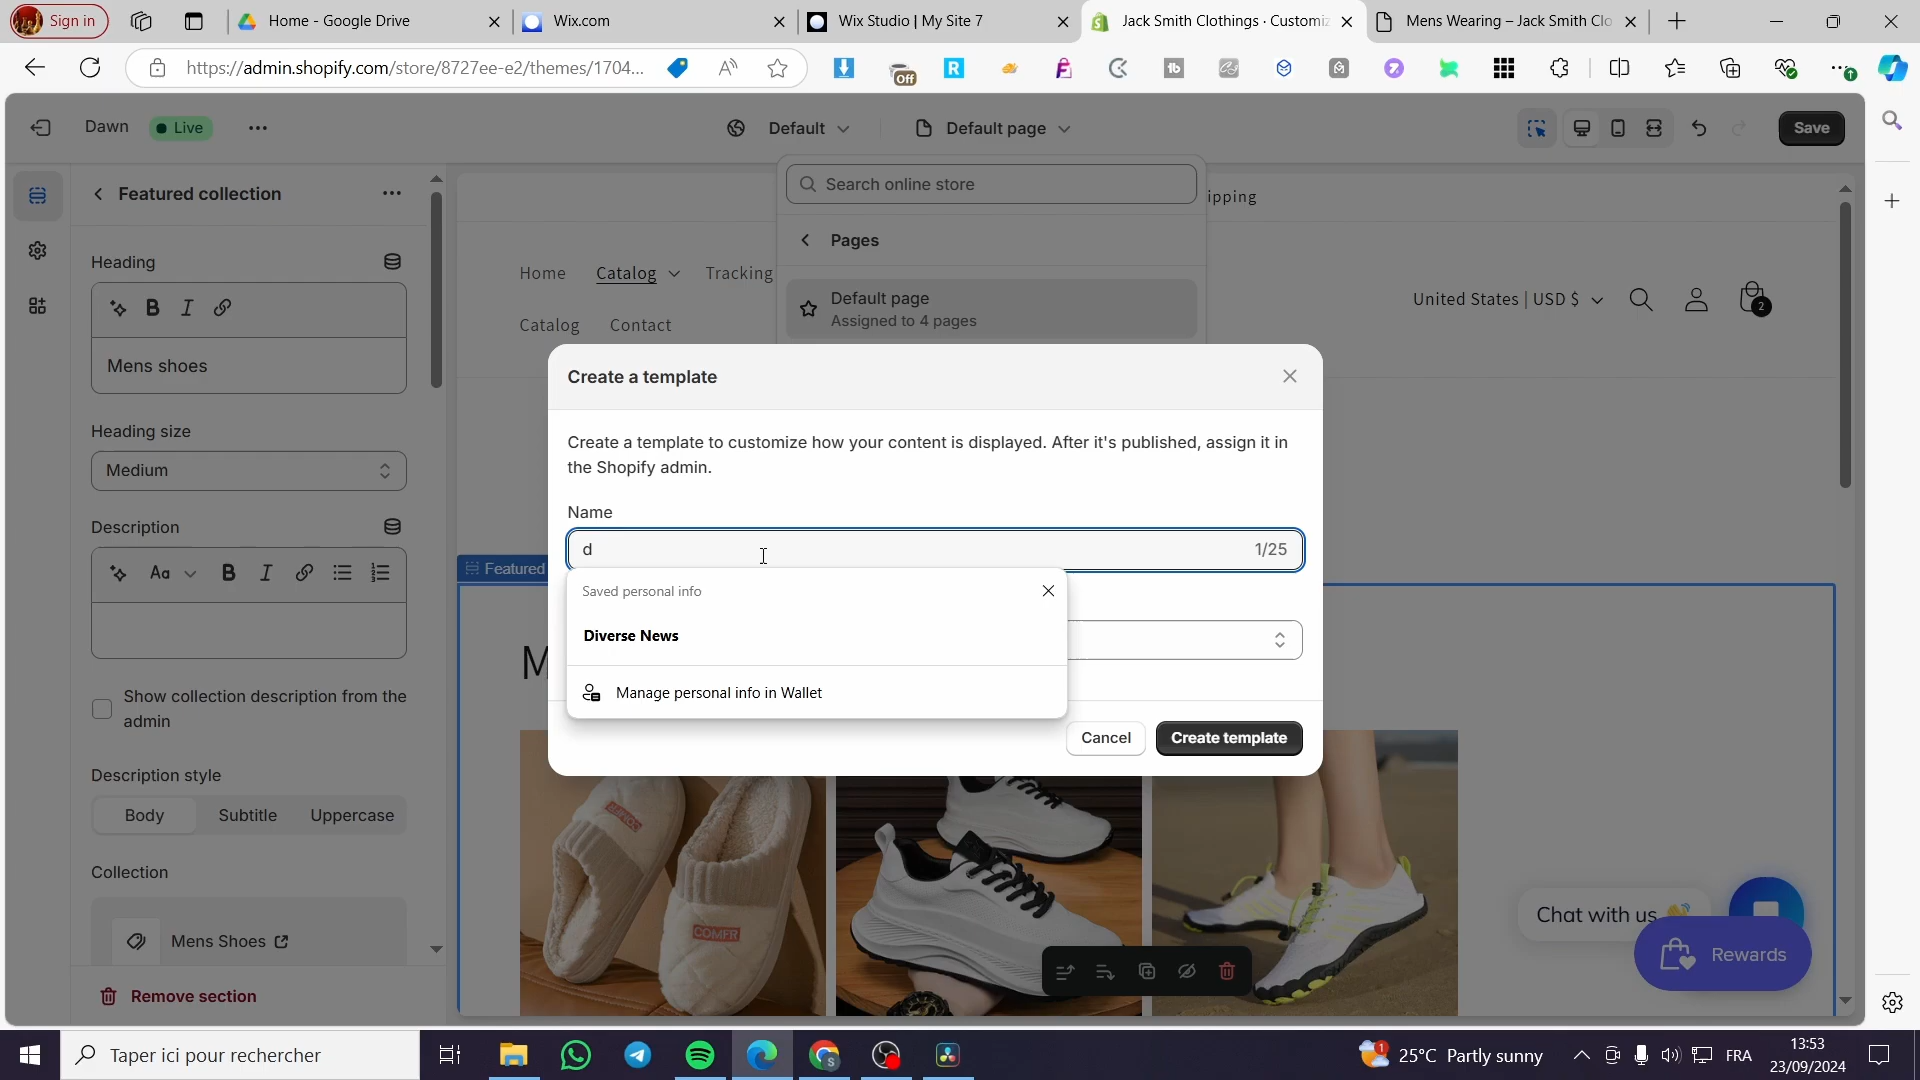 Sign in
Home - Google Drive
Wix.com
Wix Studio | My Site 7
Jack Smith Clothings · Customiz
Mens Wearing – Jack Smith Clo
https://admin.shopify.com/store/8727ee-e2/themes/1704...
Off
Dawn
Live
Default
Default page
Save
Featured collection
Search online store
ipping
Pages
Heading
Home
Catalog
Tracking
Default page
Assigned to 4 pages
United States | USD $
2
Catalog
Contact
Mens shoes
Create a template
Heading size
Medium
Create a template to customize how your content is displayed. After it's published, assign it in
the Shopify admin.
Name
Description
d
1/25
Featured
Aa
Saved personal info
Diverse News
M
Manage personal info in Wallet
Show collection description from the
admin
Cancel
Create template
Description style
Body
Subtitle
Uppercase
COMFR
Collection
Mens Shoes
Chat with us
Rewards
Remove section
Taper ici pour rechercher
25°C Partly sunny
FRA
13:53
23/09/2024